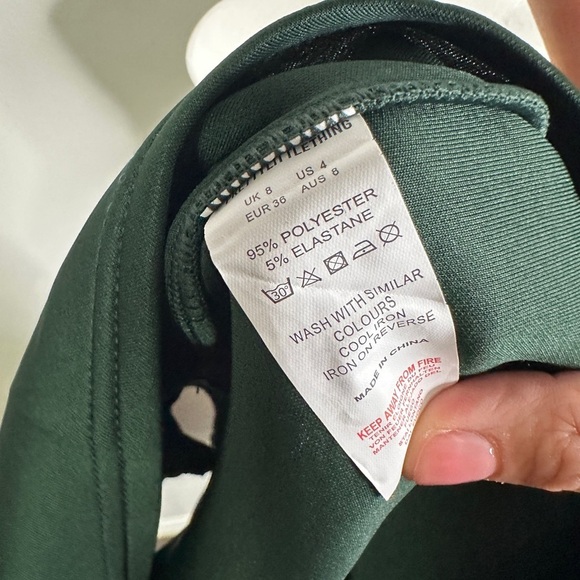 UK 8 US 4
EUR 36 AUS 8
95% POLYESTER
5% ELASTANE
30°
WASH WITH SIMILAR
COLOURS
COOL IRON
IRON ON REVERSE
MADE IN CHINA
KEEP AWAY FROM FIRE